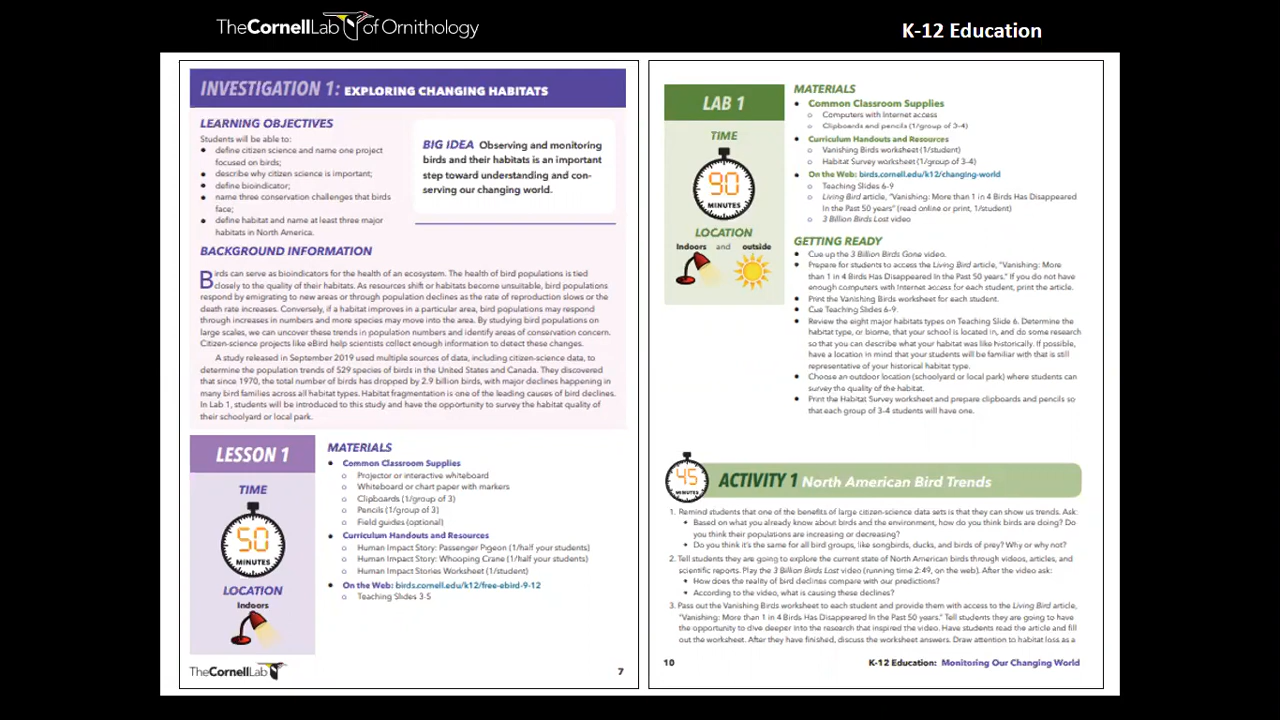 TheCornellLab of Ornithology
K-12 Education
INVESTIGATION 1: EXPLORING CHANGING HABITATS
LEARNING OBJECTIVES
Students will be able to:
• define citizen science and name one project
focused on birds;
• describe why citizen science is important;
• define bioindicator;
• name three conservation challenges that birds
face;
• define habitat and name at least three major
habitats in North America.
BIG IDEA Observing and monitoring
birds and their habitats is an important
step toward understanding and con-
serving our changing world.
BACKGROUND INFORMATION
Birds can serve as bioindicators for the health of an ecosystem. The health of bird populations is tied
closely to the quality of their habitats. As resources shift or habitats become unsuitable, bird populations
respond by emigrating to new areas or through population declines as the rate of reproduction slows or the
death rate increases. Conversely, if a habitat improves in a particular area, bird populations may respond
through increases in numbers and more species may move into the area. By studying bird populations on
large scales, we can uncover these trends in population numbers and identify areas of conservation concern.
Citizen-science projects like eBird help scientists collect enough information to detect these changes.
A study released in September 2019 used multiple sources of data, including citizen-science data, to
determine the population trends of 529 species of birds in the United States and Canada. They discovered
that since 1970, the total number of birds has dropped by 2.9 billion birds, with major declines happening in
many bird families across all habitat types. Habitat fragmentation is one of the leading causes of bird declines.
In Lab 1, students will be introduced to this study and have the opportunity to survey the habitat quality of
their schoolyard or local park.
LESSON 1
TIME
50
MINUTES
LOCATION
Indoors
MATERIALS
• Common Classroom Supplies
o Projector or interactive whiteboard
o Whiteboard or chart paper with markers
o Clipboards (1/group of 3)
o Pencils (1/group of 3)
o Field guides (optional)
• Curriculum Handouts and Resources
o Human Impact Story: Passenger Pigeon (1/half your students)
o Human Impact Story: Whooping Crane (1/half your students)
o Human Impact Stories Worksheet (1/student)
• On the Web: birds.cornell.edu/k12/free-ebird-9-12
o Teaching Slides 3-5
TheCornellLab
7
LAB 1
TIME
90
MINUTES
LOCATION
Indoors and outside
MATERIALS
• Common Classroom Supplies
o Computers with Internet access
o Clipboards and pencils (1/group of 3-4)
• Curriculum Handouts and Resources
o Vanishing Birds worksheet (1/student)
o Habitat Survey worksheet (1/group of 3-4)
• On the Web: birds.cornell.edu/k12/changing-world
o Teaching Slides 6-9
o Living Bird article, "Vanishing: More than 1 in 4 Birds Has Disappeared
In the Past 50 years" (read online or print, 1/student)
o 3 Billion Birds Lost video
GETTING READY
• Cue up the 3 Billion Birds Gone video.
• Prepare for students to access the Living Bird article, "Vanishing: More
than 1 in 4 Birds Has Disappeared In the Past 50 years." If you do not have
enough computers with Internet access for each student, print the article.
• Print the Vanishing Birds worksheet for each student.
• Cue Teaching Slides 6-9.
• Review the eight major habitats types on Teaching Slide 6. Determine the
habitat type, or biome, that your school is located in, and do some research
so that you can describe what your habitat was like historically. If possible,
have a location in mind that your students will be familiar with that is still
representative of your historical habitat type.
• Choose an outdoor location (schoolyard or local park) where students can
survey the quality of the habitat.
• Print the Habitat Survey worksheet and prepare clipboards and pencils so
that each group of 3-4 students will have one.
45
MINUTES
ACTIVITY 1 North American Bird Trends
1. Remind students that one of the benefits of large citizen-science data sets is that they can show us trends. Ask:
• Based on what you already know about birds and the environment, how do you think birds are doing? Do
you think their populations are increasing or decreasing?
• Do you think it's the same for all bird groups, like songbirds, ducks, and birds of prey? Why or why not?
2. Tell students they are going to explore the current state of North American birds through videos, articles, and
scientific reports. Play the 3 Billion Birds Lost video (running time 2:49, on the web). After the video ask:
• How does the reality of bird declines compare with our predictions?
• According to the video, what is causing these declines?
3. Pass out the Vanishing Birds worksheet to each student and provide them with access to the Living Bird article,
"Vanishing: More than 1 in 4 Birds Has Disappeared In the Past 50 years." Tell students they are going to have
the opportunity to dive deeper into the research that inspired the video. Have students read the article and fill
out the worksheet. After they have finished, discuss the worksheet answers. Draw attention to habitat loss as a
10
K-12 Education: Monitoring Our Changing World